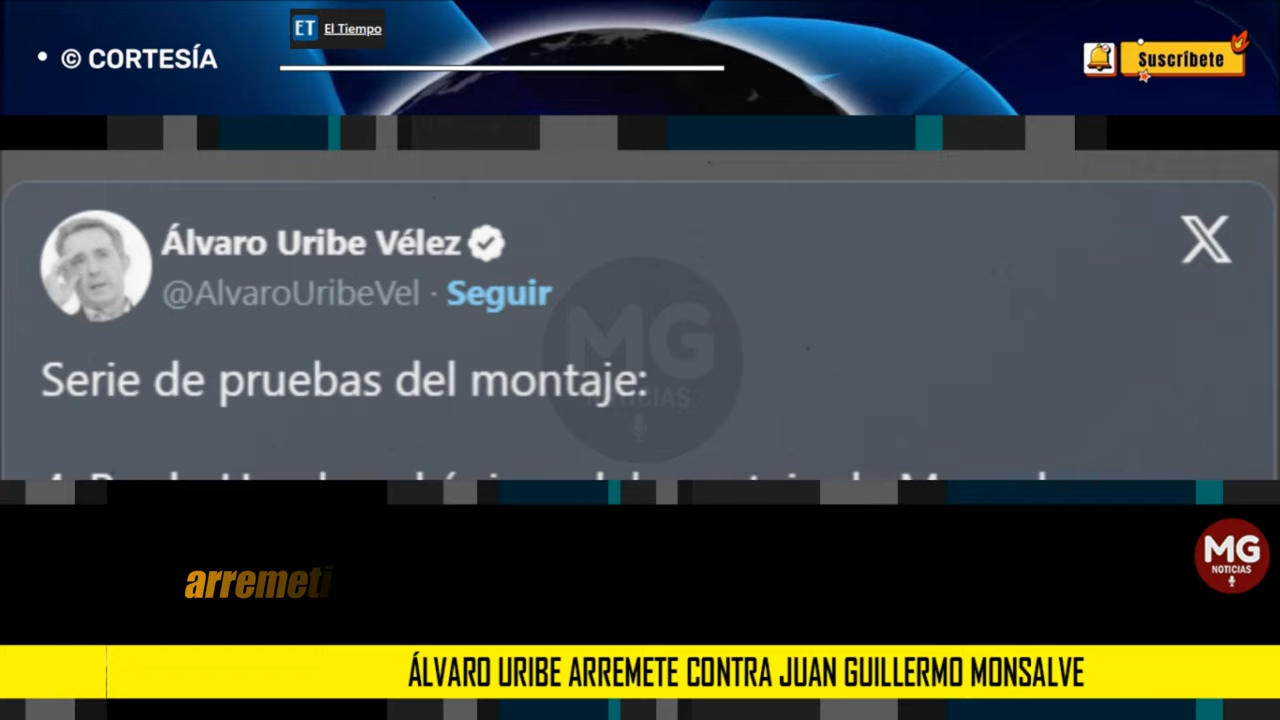 ET El Tiempo
• © CORTESÍA
Suscríbete
Álvaro Uribe Vélez
@AlvaroUribeVel · Seguir
Serie de pruebas del montaje:
MG
NOTICIAS
arremeti
MG
NOTICIAS
ÁLVARO URIBE ARREMETE CONTRA JUAN GUILLERMO MONSALVE